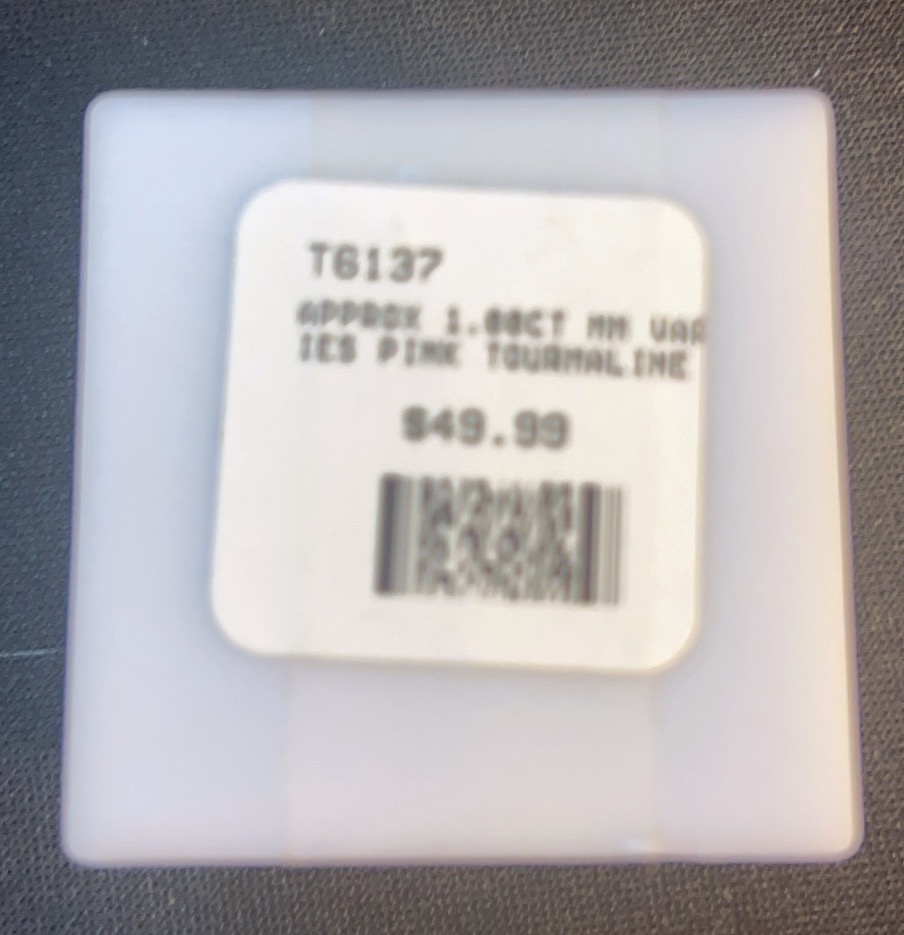 T6137
APPROX 1.00CT MM VAR
IES PINK TOURMALINE
$49.99